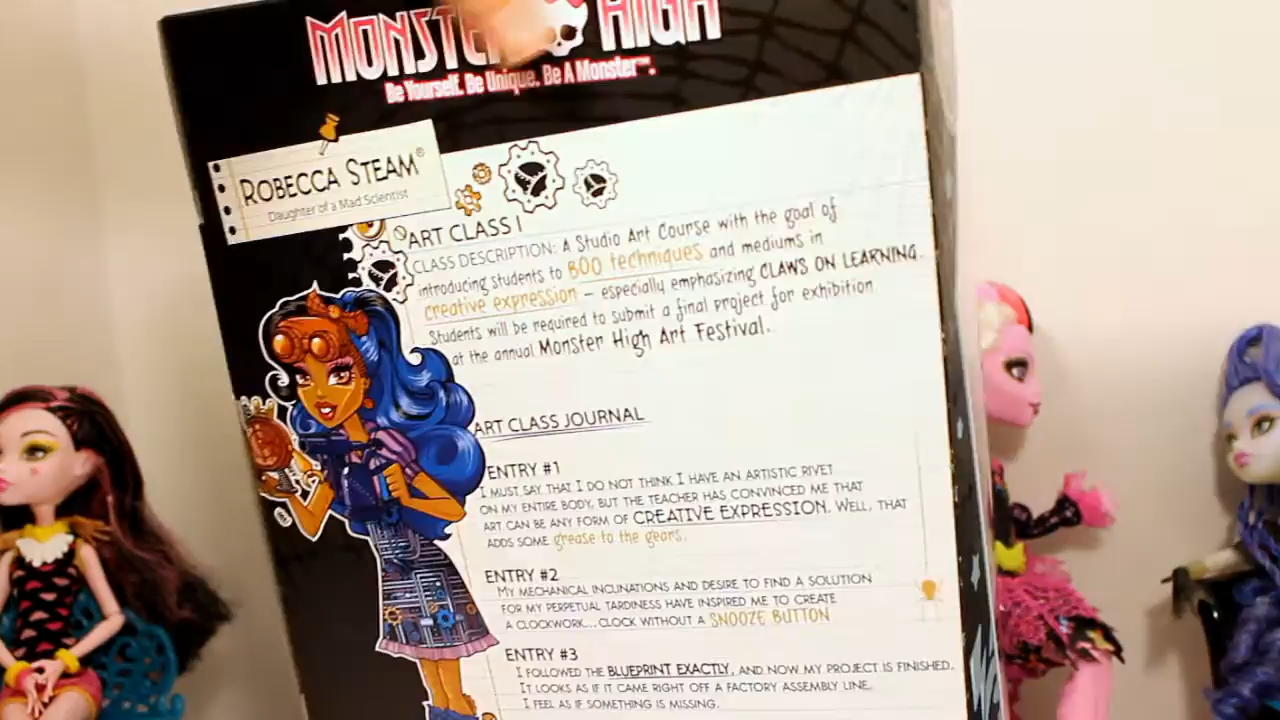 MONSTE HIGH
Be Yourself. Be Unique. Be A Monster™.
ROBECCA STEAM®
Daughter of a Mad Scientist
ART CLASS 1
CLASS DESCRIPTION: A Studio Art Course with the goal of
introducing students to BOO techniques and mediums in
creative expression – especially emphasizing CLAWS ON LEARNING.
Students will be required to submit a final project for exhibition
at the annual Monster High Art Festival.
ART CLASS JOURNAL
ENTRY #1
I MUST SAY THAT I DO NOT THINK I HAVE AN ARTISTIC RIVET
ON MY ENTIRE BODY, BUT THE TEACHER HAS CONVINCED ME THAT
ART CAN BE ANY FORM OF CREATIVE EXPRESSION. WELL, THAT
ADDS SOME grease to the gears.
ENTRY #2
MY MECHANICAL INCLINATIONS AND DESIRE TO FIND A SOLUTION
FOR MY PERPETUAL TARDINESS HAVE INSPIRED ME TO CREATE
A CLOCKWORK...CLOCK WITHOUT A SNOOZE BUTTON
ENTRY #3
I FOLLOWED THE BLUEPRINT EXACTLY, AND NOW MY PROJECT IS FINISHED.
IT LOOKS AS IF IT CAME RIGHT OFF A FACTORY ASSEMBLY LINE.
I FEEL AS IF SOMETHING IS MISSING.